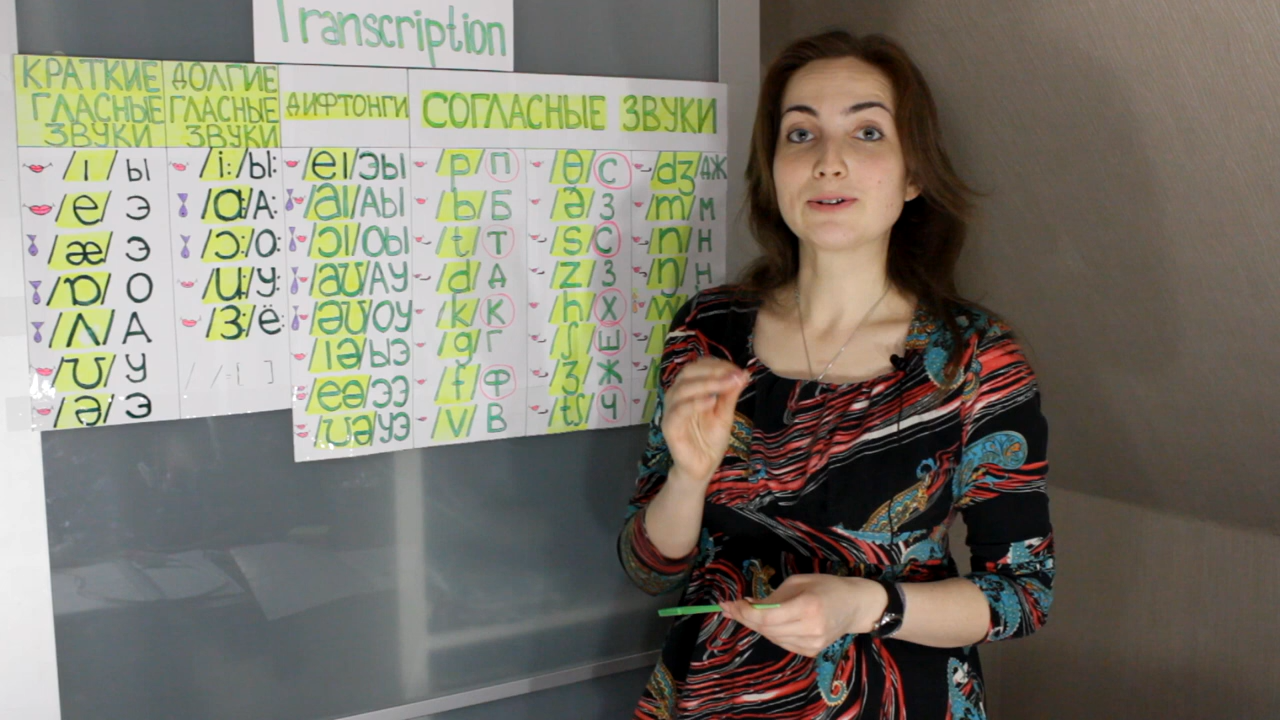 Transcription
КРАТКИЕ ГЛАСНЫЕ ЗВУКИ
/ɪ/ Ы
/e/ Э
/æ/ Э
/ɒ/ О
/ʌ/ А
/ʊ/ У
/ə/ Э
ДОЛГИЕ ГЛАСНЫЕ ЗВУКИ
/i:/ Ы:
/ɑ:/ А:
/ɔ:/ О:
/u:/ У:
/ɜ:/ Ё:
/ /-[ ]
ДИФТОНГИ
/eɪ/ ЭЫ
/aɪ/ АЫ
/ɔɪ/ ОЫ
/aʊ/ АУ
/əʊ/ ОУ
/ɪə/ ЫЭ
/eə/ ЭЭ
/ʊə/ УЭ
СОГЛАСНЫЕ ЗВУКИ
/p/ П
/b/ Б
/t/ Т
/d/ Д
/k/ К
/g/ Г
/f/ Ф
/v/ В
/θ/ С
/ð/ З
/s/ С
/z/ З
/h/ Х
/ʃ/ Ш
/ʒ/ Ж
/tʃ/ Ч
/dʒ/ ДЖ
/m/ М
/n/ Н
/ŋ/ Н
/w/